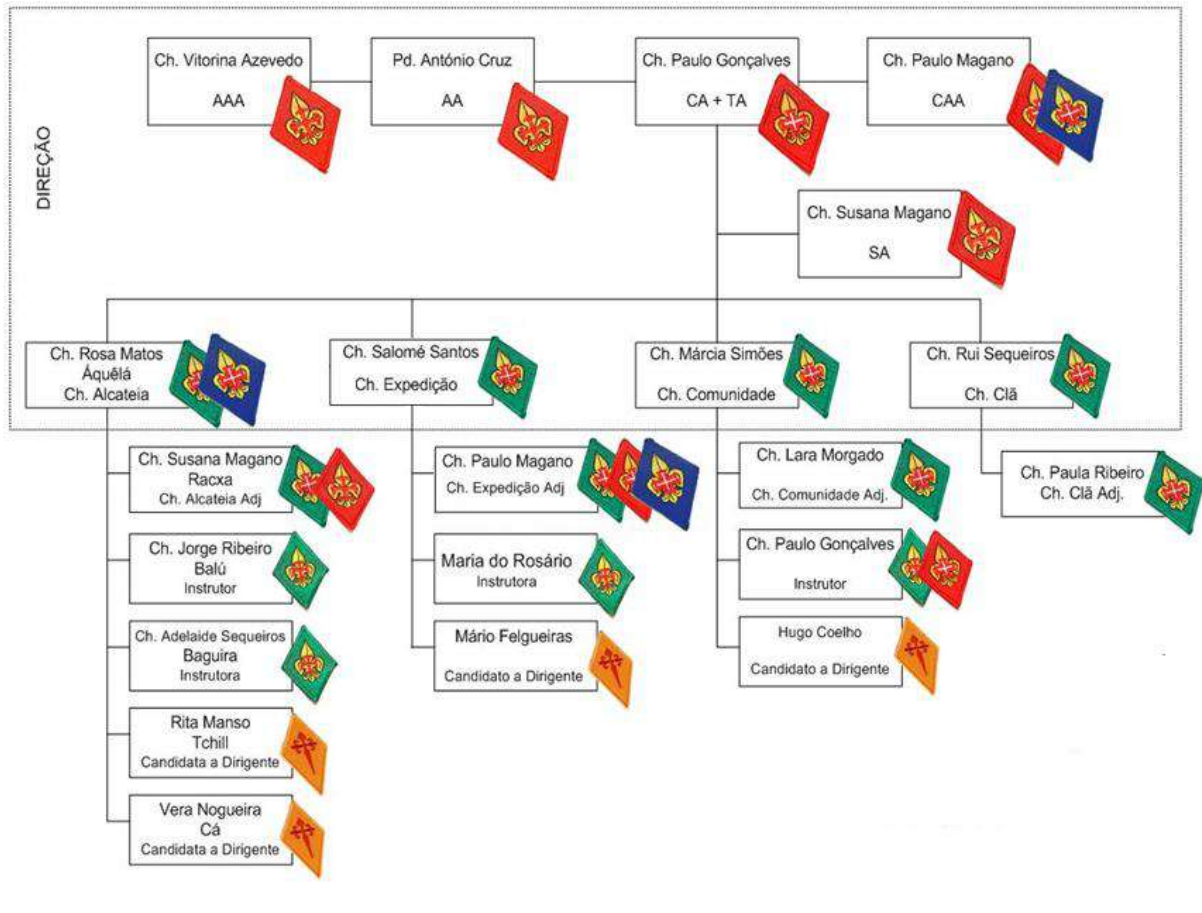 DIREÇÃO
Ch. Vitorina Azevedo
AAA
Pd. António Cruz
AA
Ch. Paulo Gonçalves
CA + TA
Ch. Paulo Magano
CAA
Ch. Susana Magano
SA
Ch. Rosa Matos
Áquêlá
Ch. Alcateia
Ch. Salomé Santos
Ch. Expedição
Ch. Márcia Simões
Ch. Comunidade
Ch. Rui Sequeiros
Ch. Clã
Ch. Susana Magano
Racxa
Ch. Alcateia Adj
Ch. Jorge Ribeiro
Balú
Instrutor
Ch. Adelaide Sequeiros
Baguira
Instrutora
Rita Manso
Tchill
Candidata a Dirigente
Vera Nogueira
Cá
Candidata a Dirigente
Ch. Paulo Magano
Ch. Expedição Adj
Maria do Rosário
Instrutora
Mário Felgueiras
Candidato a Dirigente
Ch. Lara Morgado
Ch. Comunidade Adj.
Ch. Paulo Gonçalves
Instrutor
Hugo Coelho
Candidato a Dirigente
Ch. Paula Ribeiro
Ch. Clã Adj.